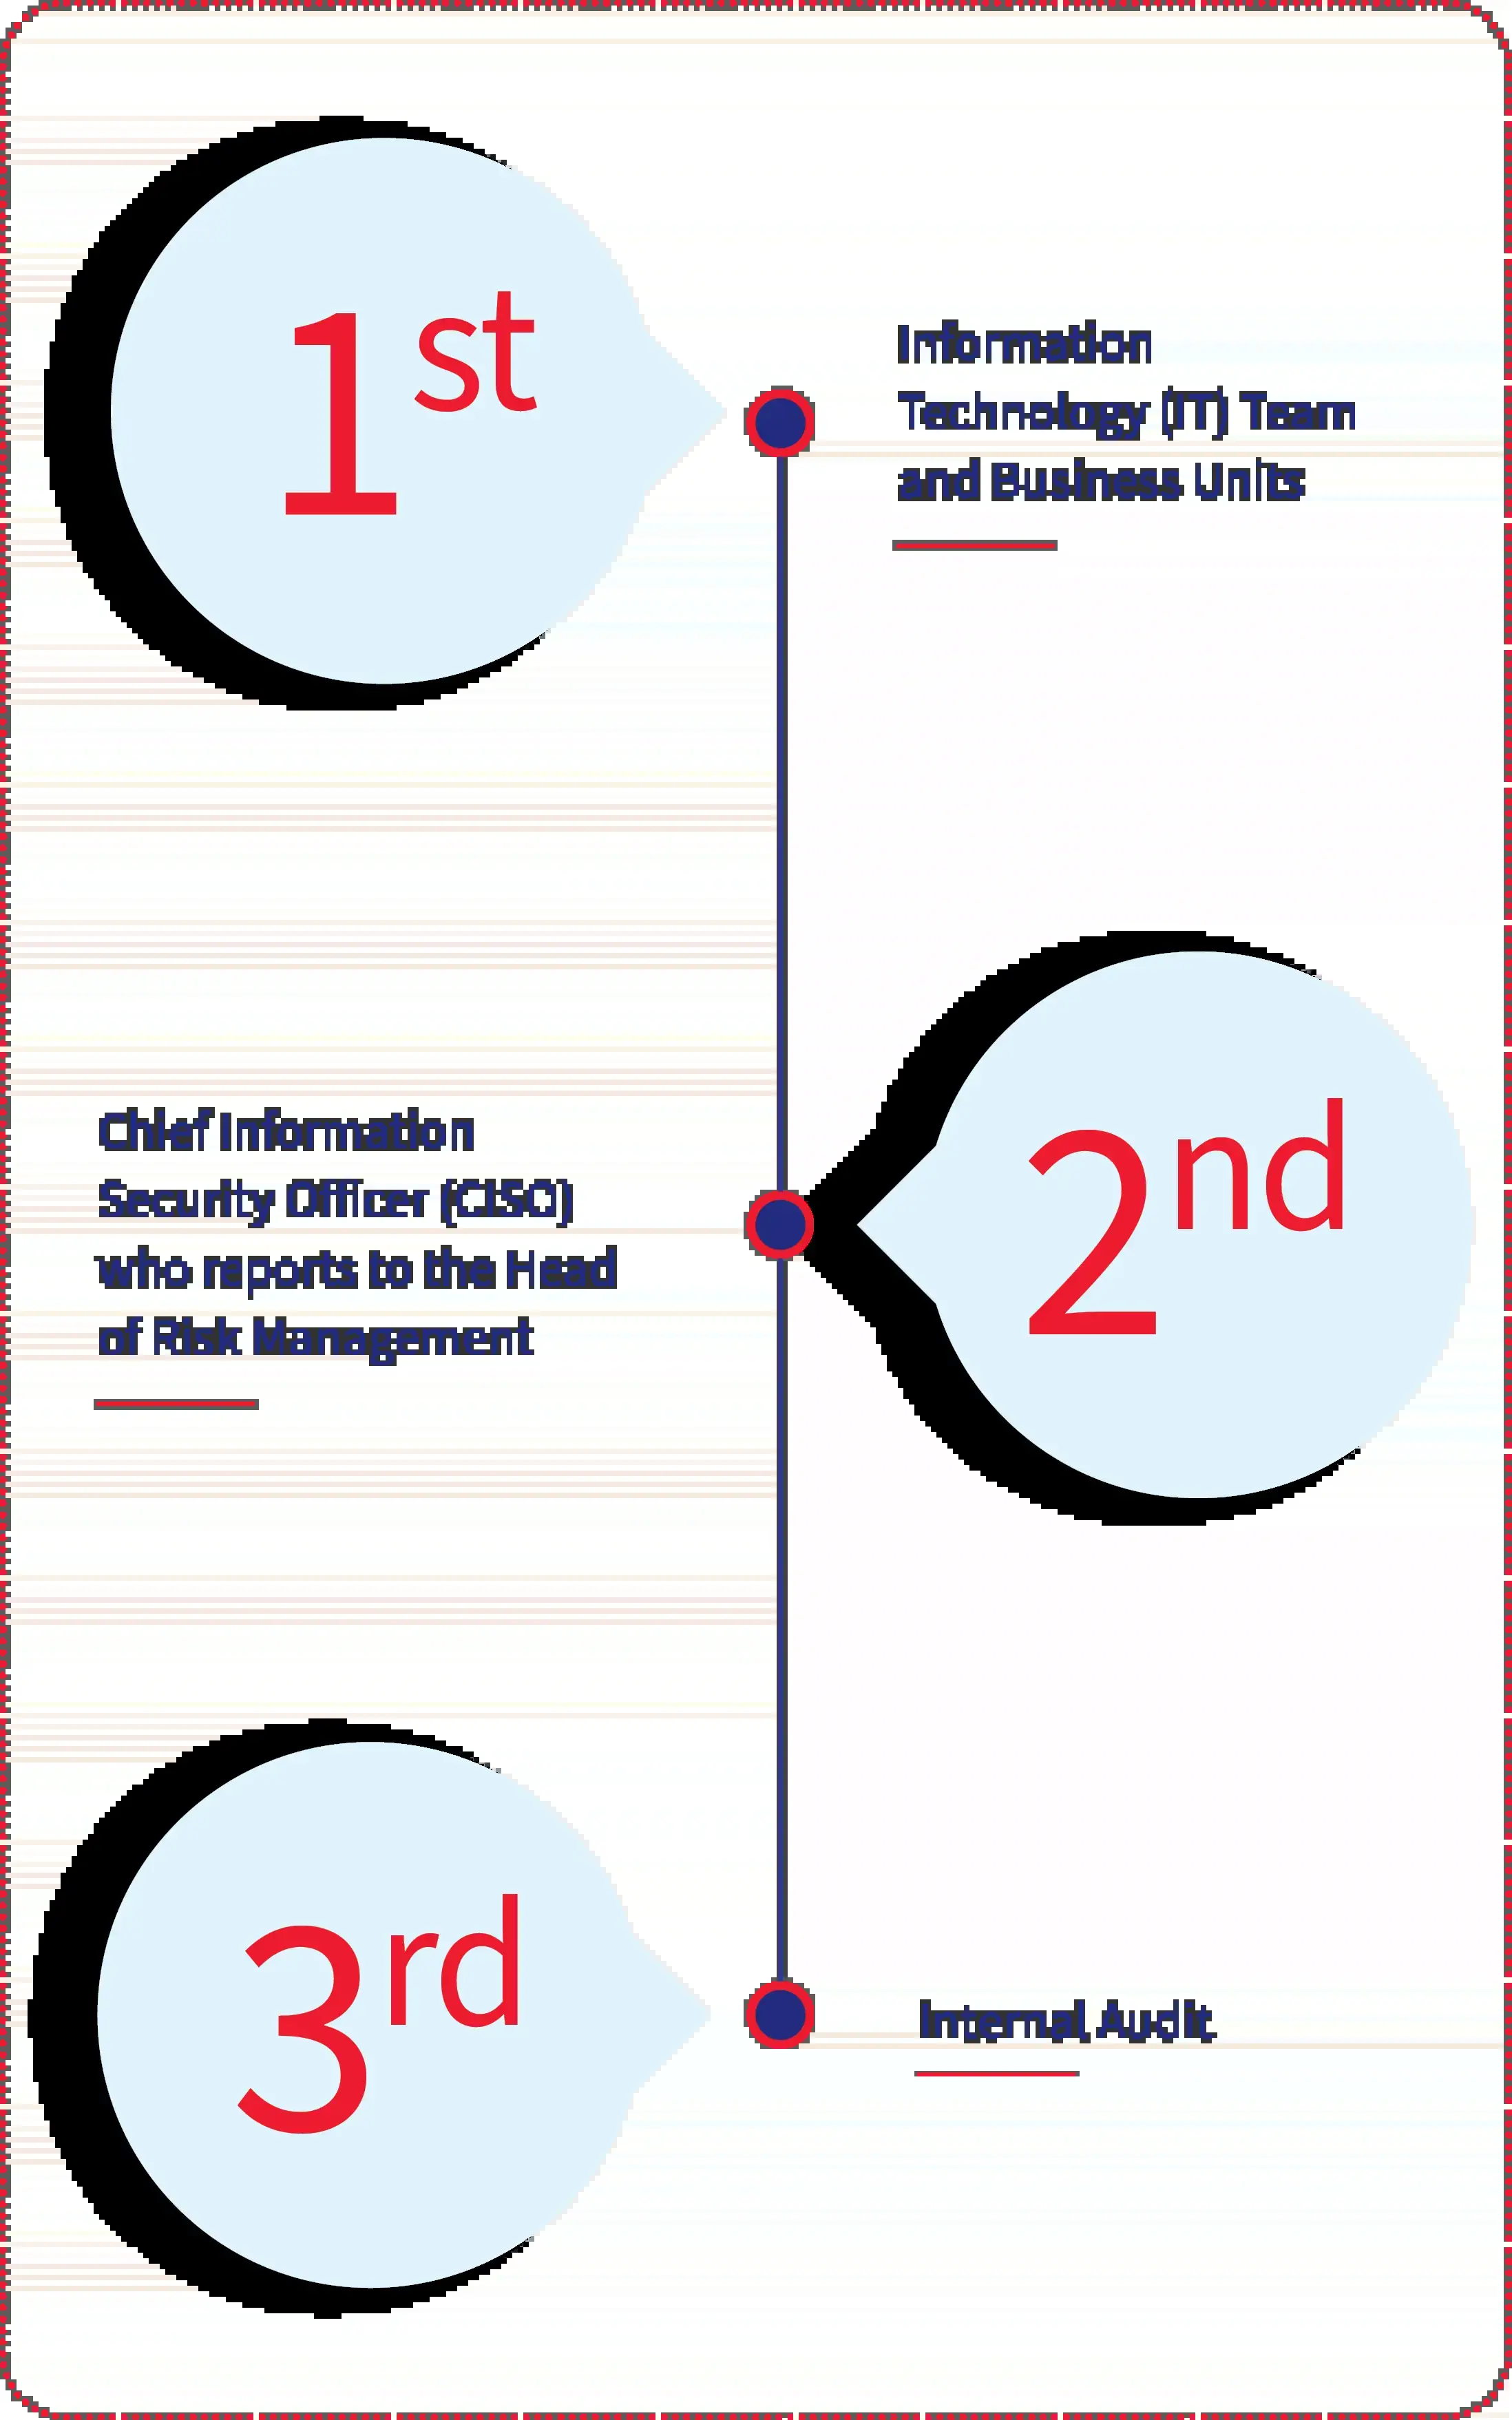 1st
Information
Technology (IT) Team
and Business Units
2nd
Chief Information
Security Officer (CISO)
who reports to the Head
of Risk Management
3rd
Internal Audit